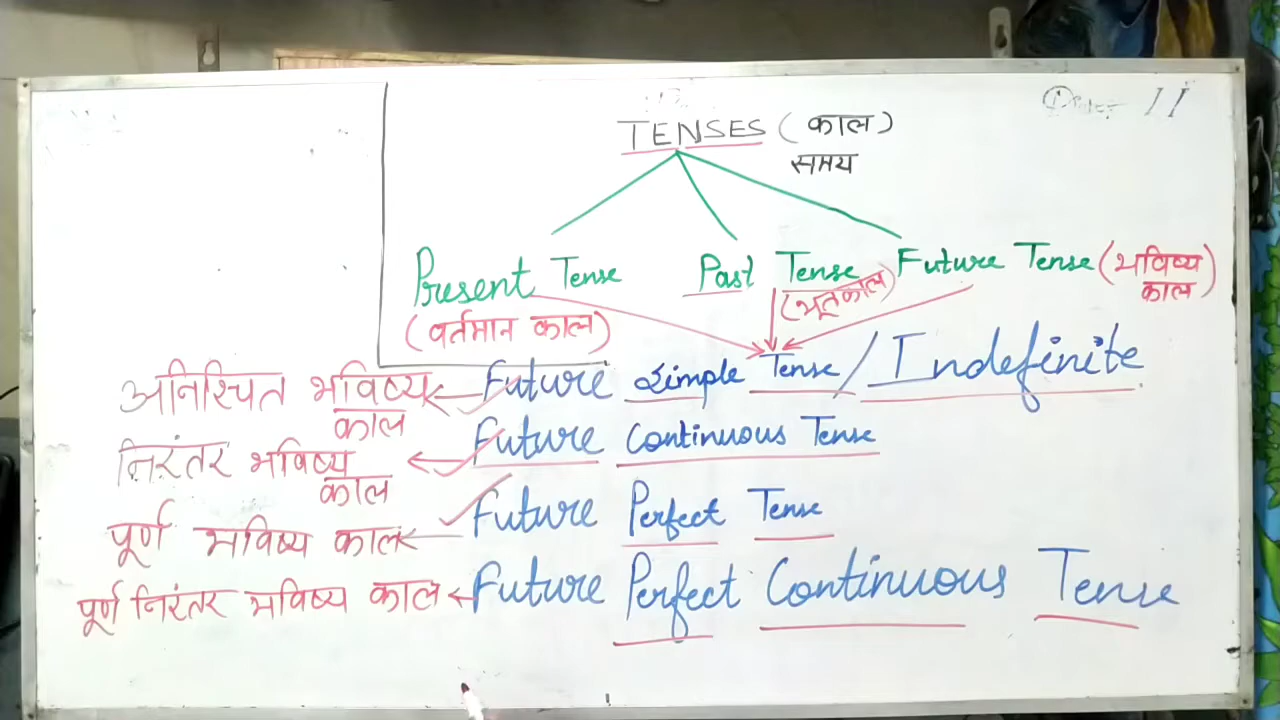 11
TENSES (काल)
समय
Present Tense Past Tense Future Tense (भविष्य
काल)
(वर्तमान काल) (भूतकाल)
अनिश्चित भविष्य ← Future Simple Tense / Indefinite
काल
निरंतर भविष्य ← Future Continuous Tense
काल
पूर्ण भविष्य काल ← Future Perfect Tense
पूर्ण निरंतर भविष्य काल ← Future Perfect Continuous Tense